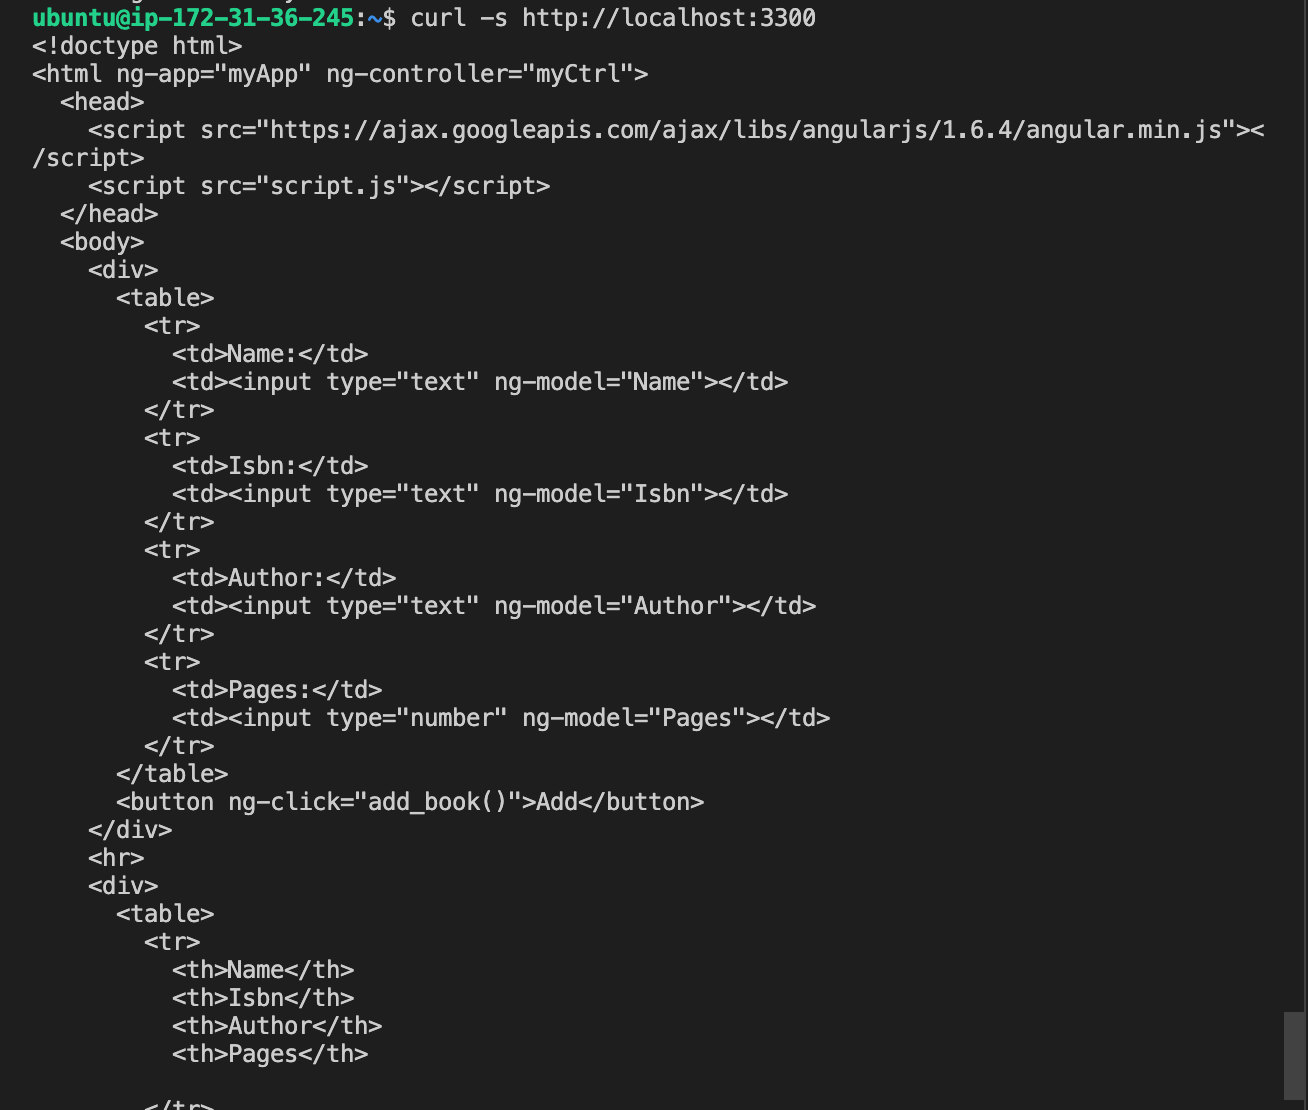 ubuntu@ip-172-31-36-245:~$ curl -s http://localhost:3300
<!doctype html>
<html ng-app="myApp" ng-controller="myCtrl">
  <head>
    <script src="https://ajax.googleapis.com/ajax/libs/angularjs/1.6.4/angular.min.js"><
/script>
    <script src="script.js"></script>
  </head>
  <body>
    <div>
      <table>
        <tr>
          <td>Name:</td>
          <td><input type="text" ng-model="Name"></td>
        </tr>
        <tr>
          <td>Isbn:</td>
          <td><input type="text" ng-model="Isbn"></td>
        </tr>
        <tr>
          <td>Author:</td>
          <td><input type="text" ng-model="Author"></td>
        </tr>
        <tr>
          <td>Pages:</td>
          <td><input type="number" ng-model="Pages"></td>
        </tr>
      </table>
      <button ng-click="add_book()">Add</button>
    </div>
    <hr>
    <div>
      <table>
        <tr>
          <th>Name</th>
          <th>Isbn</th>
          <th>Author</th>
          <th>Pages</th>

        </tr>